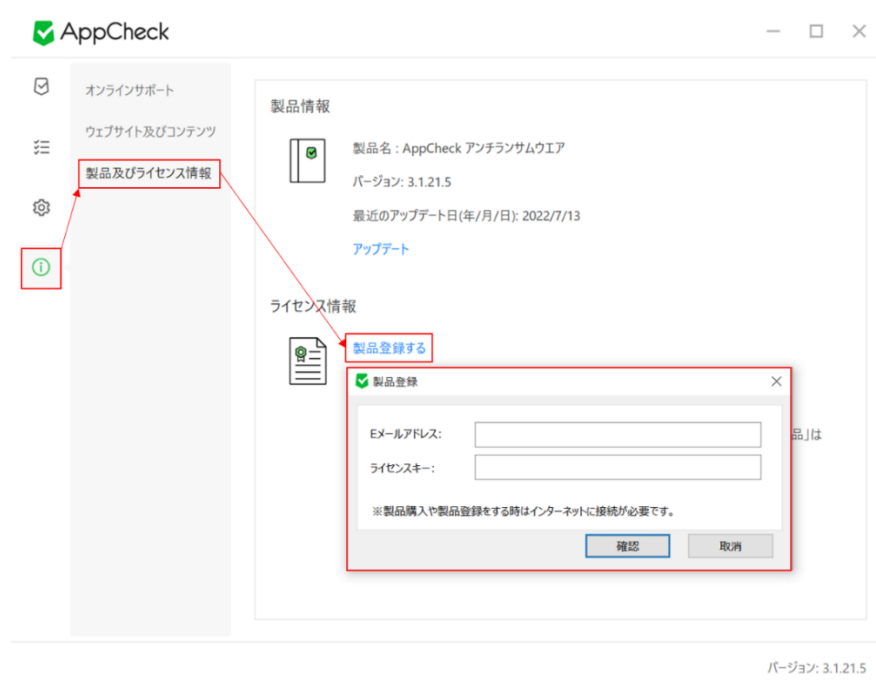 AppCheck
オンラインサポート
ウェブサイト及びコンテンツ
製品及びライセンス情報
製品情報
製品名 : AppCheck アンチランサムウエア
バージョン: 3.1.21.5
最近のアップデート日(年/月/日): 2022/7/13
アップデート
ライセンス情報
製品登録する
製品登録
Eメールアドレス:
品」は
ライセンスキー:
※製品購入や製品登録をする時はインターネットに接続が必要です。
確認
取消
バージョン: 3.1.21.5